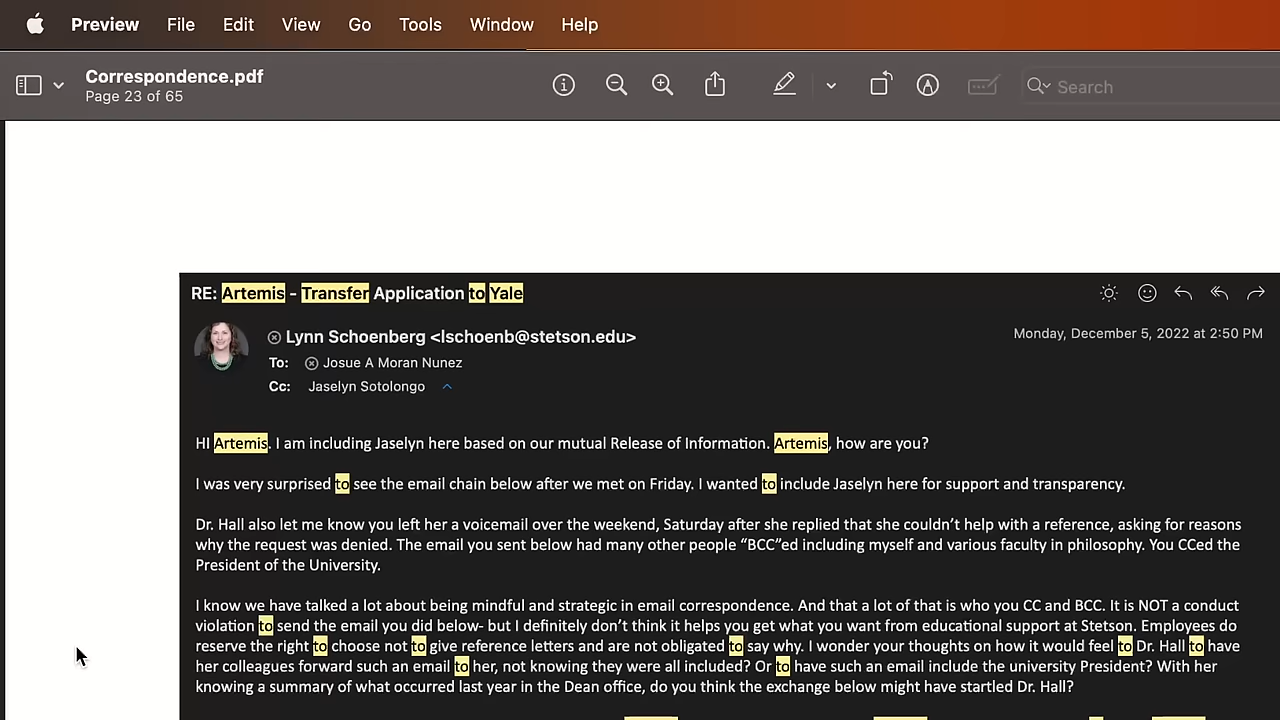 Preview File Edit View Go Tools Window Help
Correspondence.pdf
Page 23 of 65
Search
RE: Artemis - Transfer Application to Yale
Lynn Schoenberg <lschoenb@stetson.edu>
Monday, December 5, 2022 at 2:50 PM
To: Josue A Moran Nunez
Cc: Jaselyn Sotolongo
HI Artemis. I am including Jaselyn here based on our mutual Release of Information. Artemis, how are you?
I was very surprised to see the email chain below after we met on Friday. I wanted to include Jaselyn here for support and transparency.
Dr. Hall also let me know you left her a voicemail over the weekend, Saturday after she replied that she couldn't help with a reference, asking for reasons
why the request was denied. The email you sent below had many other people "BCC"ed including myself and various faculty in philosophy. You CCed the
President of the University.
I know we have talked a lot about being mindful and strategic in email correspondence. And that a lot of that is who you CC and BCC. It is NOT a conduct
violation to send the email you did below- but I definitely don't think it helps you get what you want from educational support at Stetson. Employees do
reserve the right to choose not to give reference letters and are not obligated to say why. I wonder your thoughts on how it would feel to Dr. Hall to have
her colleagues forward such an email to her, not knowing they were all included? Or to have such an email include the university President? With her
knowing a summary of what occurred last year in the Dean office, do you think the exchange below might have startled Dr. Hall?